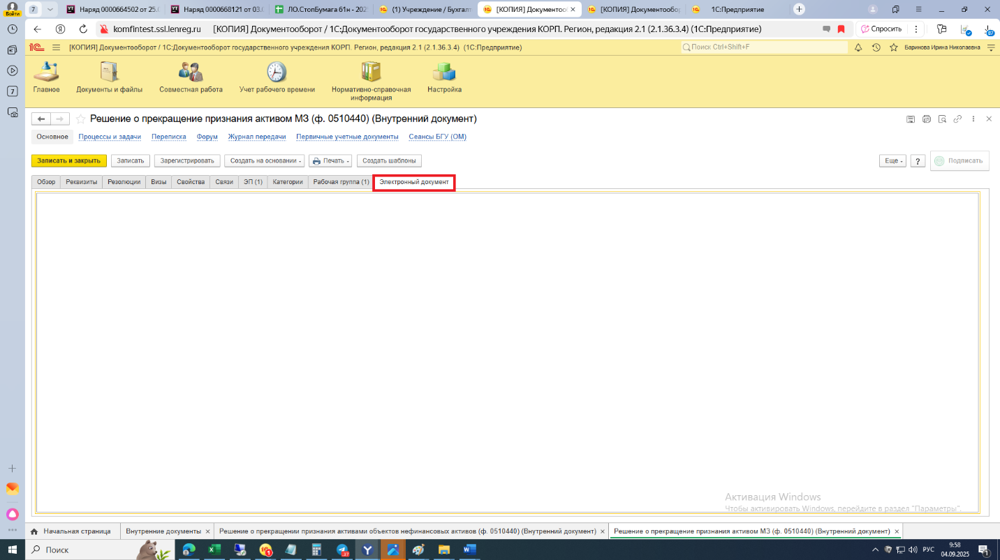 Войти
7
Наряд 0000664502 от 25.0
Наряд 0000668121 от 03.0
ЛО.СтопБумага 61н - 202
(1) Учреждение / Бухгалт
[КОПИЯ] Документоо
[КОПИЯ] Документообор
1С:Предприятие
komfintest.ssl.lenreg.ru
[КОПИЯ] Документооборот / 1С:Документооборот государственного учреждения КОРП. Регион, редакция 2.1 (2.1.36.3.4) (1С:Предприятие)
Спросить
87
[КОПИЯ] Документооборот / 1С:Документооборот государственного учреждения КОРП. Регион, редакция 2.1 (2.1.36.3.4) (1С:Предприятие)
Поиск Ctrl+Shift+F
Баринова Ирина Николаевна
7
Главное
Документы и файлы
Совместная работа
Учет рабочего времени
Нормативно-справочная
информация
Настройка
Решение о прекращение признания активом МЗ (ф. 0510440) (Внутренний документ)
Основное
Процессы и задачи
Переписка
Форум
Журнал передачи
Первичные учетные документы
Сеансы БГУ (ОМ)
Записать и закрыть
Записать
Зарегистрировать
Создать на основании
Печать
Создать шаблоны
Еще
?
Подписать
Обзор
Реквизиты
Резолюции
Визы
Свойства
Связи
ЭП (1)
Категории
Рабочая группа (1)
Электронный документ
Активация Windows
Чтобы активировать Windows, перейдите в раздел "Параметры".
Начальная страница
Внутренние документы
Решение о прекращении признания активами объектов нефинансовых активов (ф. 0510440) (Внутренний документ)
Решение о прекращение признания активом МЗ (ф. 0510440) (Внутренний документ)
Поиск
37
РУС
9:58
04.09.2025
1